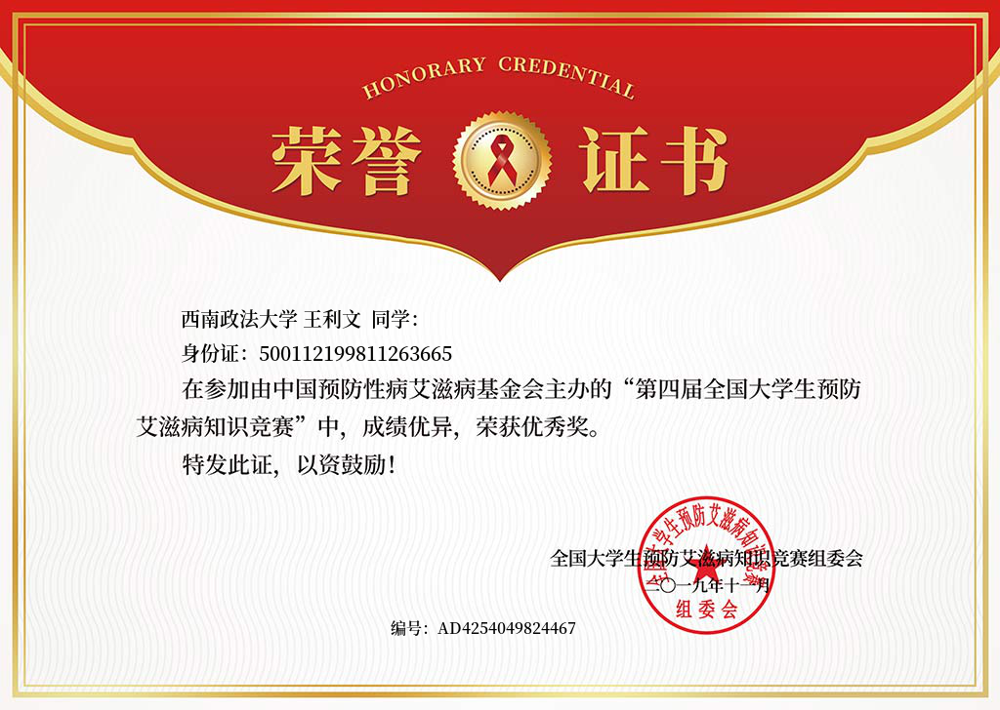 HONORARY CREDENTIAL
荣誉证书
西南政法大学 王利文 同学：
身份证：500112199811263665
在参加由中国预防性病艾滋病基金会主办的“第四届全国大学生预防
艾滋病知识竞赛”中，成绩优异，荣获优秀奖。
特发此证，以资鼓励！
全国大学生预防艾滋病知识竞赛
全国大学生预防艾滋病知识竞赛组委会
二〇一九年十一月
组委会
编号：AD4254049824467